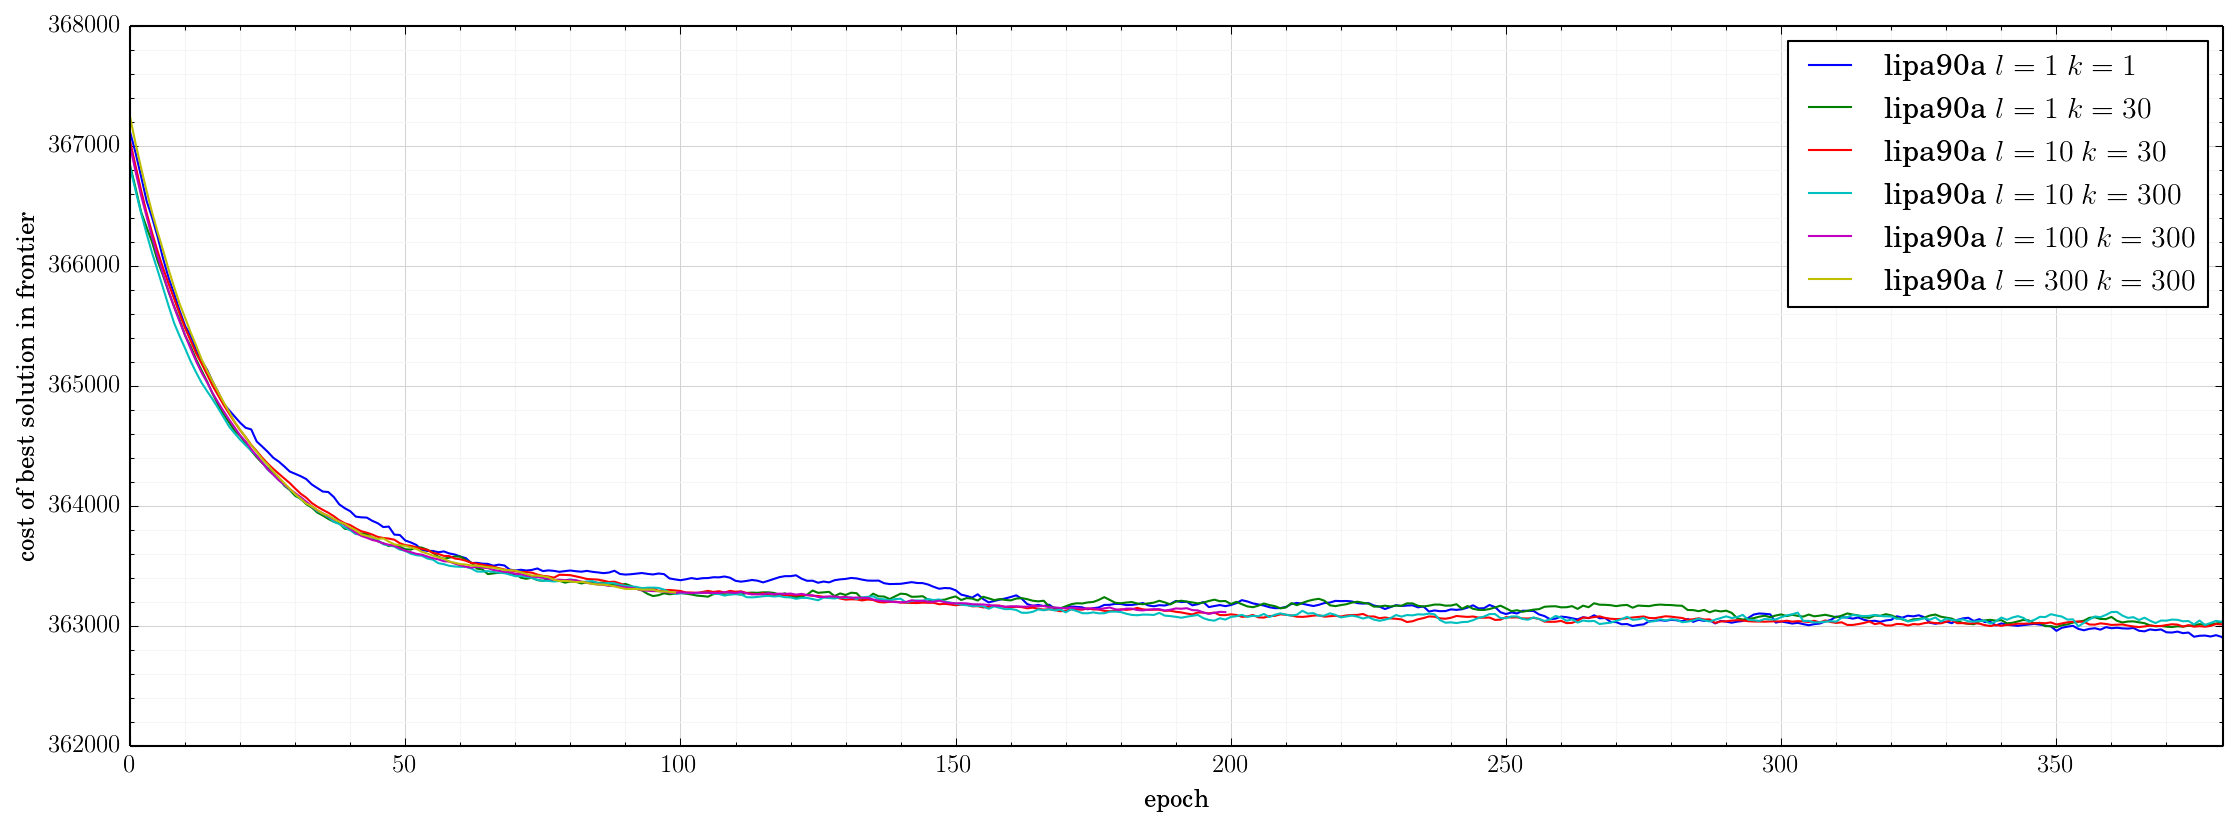 368000
367000
366000
365000
364000
363000
362000
cost of best solution in frontier
lipa90a l = 1 k = 1
lipa90a l = 1 k = 30
lipa90a l = 10 k = 30
lipa90a l = 10 k = 300
lipa90a l = 100 k = 300
lipa90a l = 300 k = 300
0 50 100 150 200 250 300 350
epoch